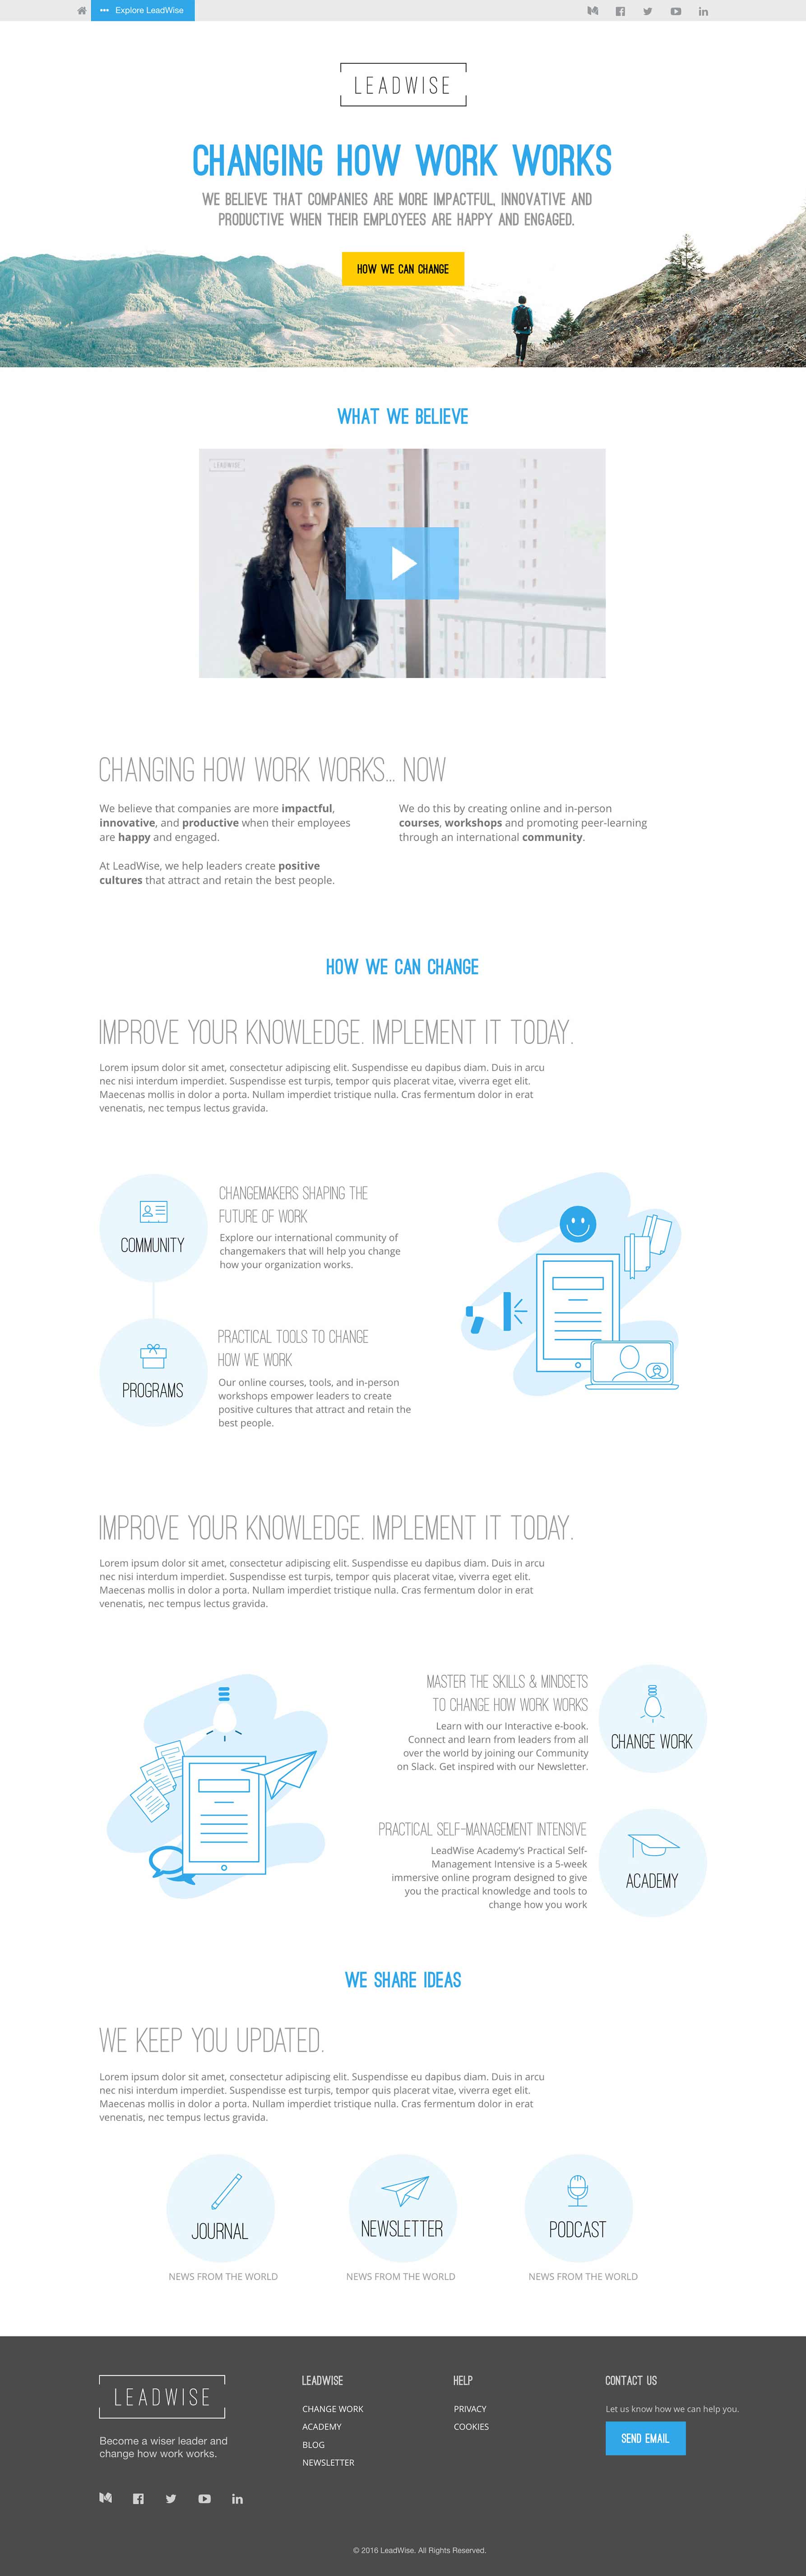 Explore LeadWise
LEADWISE
CHANGING HOW WORK WORKS
WE BELIEVE THAT COMPANIES ARE MORE IMPACTFUL, INNOVATIVE AND
PRODUCTIVE WHEN THEIR EMPLOYEES ARE HAPPY AND ENGAGED.
HOW WE CAN CHANGE
WHAT WE BELIEVE
LEADWISE
CHANGING HOW WORK WORKS... NOW
We believe that companies are more impactful,
innovative, and productive when their employees
are happy and engaged.
At LeadWise, we help leaders create positive
cultures that attract and retain the best people.
We do this by creating online and in-person
courses, workshops and promoting peer-learning
through an international community.
HOW WE CAN CHANGE
IMPROVE YOUR KNOWLEDGE. IMPLEMENT IT TODAY.
Lorem ipsum dolor sit amet, consectetur adipiscing elit. Suspendisse eu dapibus diam. Duis in arcu
nec nisi interdum imperdiet. Suspendisse est turpis, tempor quis placerat vitae, viverra eget elit.
Maecenas mollis in dolor a porta. Nullam imperdiet tristique nulla. Cras fermentum dolor in erat
venenatis, nec tempus lectus gravida.
COMMUNITY
CHANGEMAKERS SHAPING THE
FUTURE OF WORK
Explore our international community of
changemakers that will help you change
how your organization works.
PROGRAMS
PRACTICAL TOOLS TO CHANGE
HOW WE WORK
Our online courses, tools, and in-person
workshops empower leaders to create
positive cultures that attract and retain the
best people.
IMPROVE YOUR KNOWLEDGE. IMPLEMENT IT TODAY.
Lorem ipsum dolor sit amet, consectetur adipiscing elit. Suspendisse eu dapibus diam. Duis in arcu
nec nisi interdum imperdiet. Suspendisse est turpis, tempor quis placerat vitae, viverra eget elit.
Maecenas mollis in dolor a porta. Nullam imperdiet tristique nulla. Cras fermentum dolor in erat
venenatis, nec tempus lectus gravida.
MASTER THE SKILLS & MINDSETS
TO CHANGE HOW WORK WORKS
Learn with our Interactive e-book.
Connect and learn from leaders from all
over the world by joining our Community
on Slack. Get inspired with our Newsletter.
CHANGE WORK
PRACTICAL SELF-MANAGEMENT INTENSIVE
LeadWise Academy's Practical Self-
Management Intensive is a 5-week
immersive online program designed to give
you the practical knowledge and tools to
change how you work
ACADEMY
WE SHARE IDEAS
WE KEEP YOU UPDATED.
Lorem ipsum dolor sit amet, consectetur adipiscing elit. Suspendisse eu dapibus diam. Duis in arcu
nec nisi interdum imperdiet. Suspendisse est turpis, tempor quis placerat vitae, viverra eget elit.
Maecenas mollis in dolor a porta. Nullam imperdiet tristique nulla. Cras fermentum dolor in erat
venenatis, nec tempus lectus gravida.
JOURNAL
NEWS FROM THE WORLD
NEWSLETTER
NEWS FROM THE WORLD
PODCAST
NEWS FROM THE WORLD
LEADWISE
Become a wiser leader and
change how work works.
LEADWISE
CHANGE WORK
ACADEMY
BLOG
NEWSLETTER
HELP
PRIVACY
COOKIES
CONTACT US
Let us know how we can help you.
SEND EMAIL
© 2016 LeadWise. All Rights Reserved.